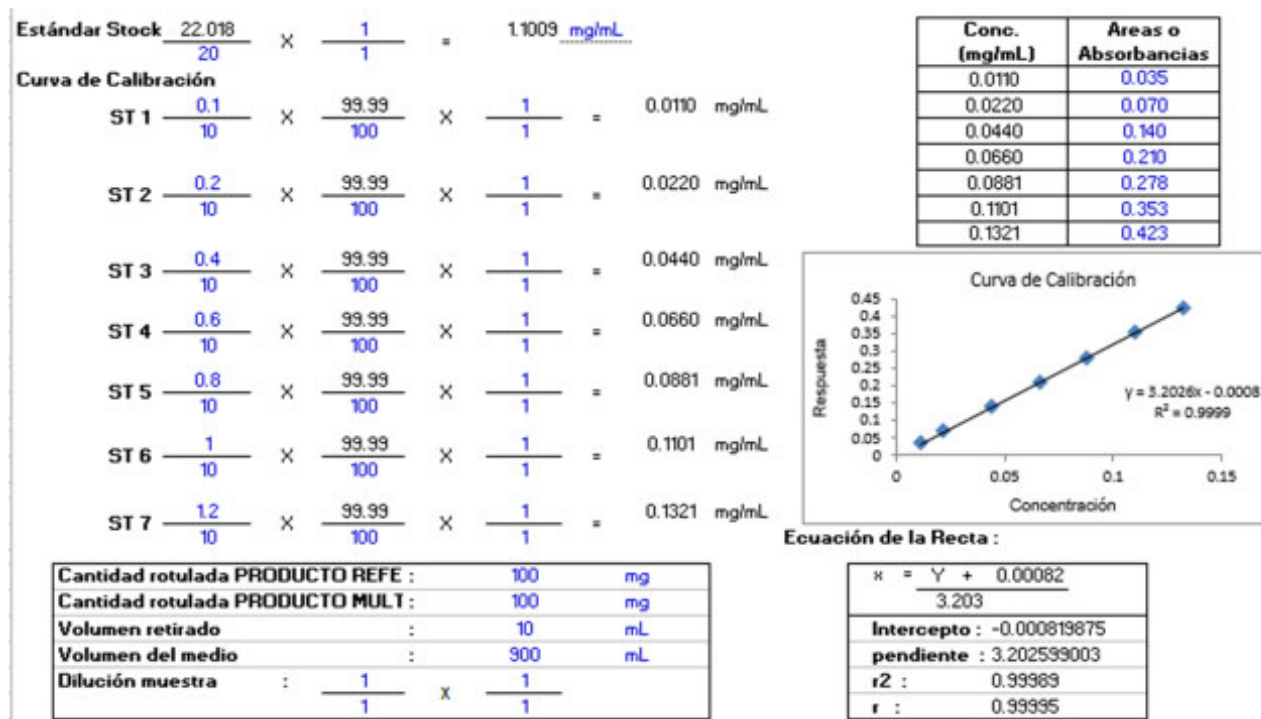 Estándar Stock 22.018 X 1 = 1.1009 mg/mL
20 1
Curva de Calibración
ST 1 0.1 X 99.99 X 1 = 0.0110 mg/mL
10 100 1
ST 2 0.2 X 99.99 X 1 = 0.0220 mg/mL
10 100 1
ST 3 0.4 X 99.99 X 1 = 0.0440 mg/mL
10 100 1
ST 4 0.6 X 99.99 X 1 = 0.0660 mg/mL
10 100 1
ST 5 0.8 X 99.99 X 1 = 0.0881 mg/mL
10 100 1
ST 6 1 X 99.99 X 1 = 0.1101 mg/mL
10 100 1
ST 7 1.2 X 99.99 X 1 = 0.1321 mg/mL
10 100 1
Conc. Areas o
(mg/mL) Absorbancias
0.0110 0.035
0.0220 0.070
0.0440 0.140
0.0660 0.210
0.0881 0.278
0.1101 0.353
0.1321 0.423
Curva de Calibración
0.45
0.4
0.35
0.3
0.25
0.2
0.15
0.1
0.05
0
Respuesta
y = 3.2026x - 0.0008
R² = 0.9999
0 0.05 0.1 0.15
Concentración
Cantidad rotulada PRODUCTO REFE : 100 mg
Cantidad rotulada PRODUCTO MULT : 100 mg
Volumen retirado : 10 mL
Volumen del medio : 900 mL
Dilución muestra : 1 x 1
1 1
Ecuación de la Recta :
x = Y + 0.00082
3.203
Intercepto : -0.000819875
pendiente : 3.202599003
r2 : 0.99989
r : 0.99995